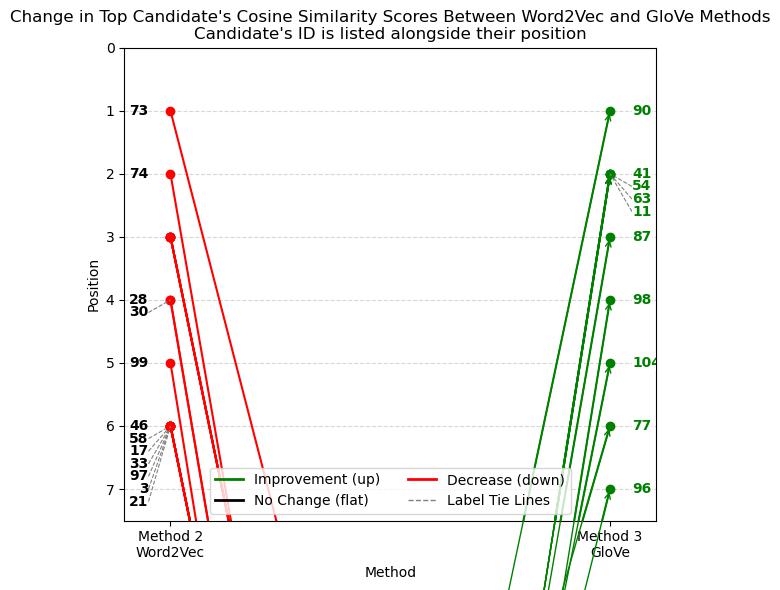 Change in Top Candidate's Cosine Similarity Scores Between Word2Vec and GloVe Methods
Candidate's ID is listed alongside their position
0
1
2
3
4
5
6
7
Position
73
74
28
30
99
46
58
17
33
97
3
21
90
41
54
63
11
87
98
104
77
96
Improvement (up)
No Change (flat)
Decrease (down)
Label Tie Lines
Method 2
Word2Vec
Method 3
GloVe
Method